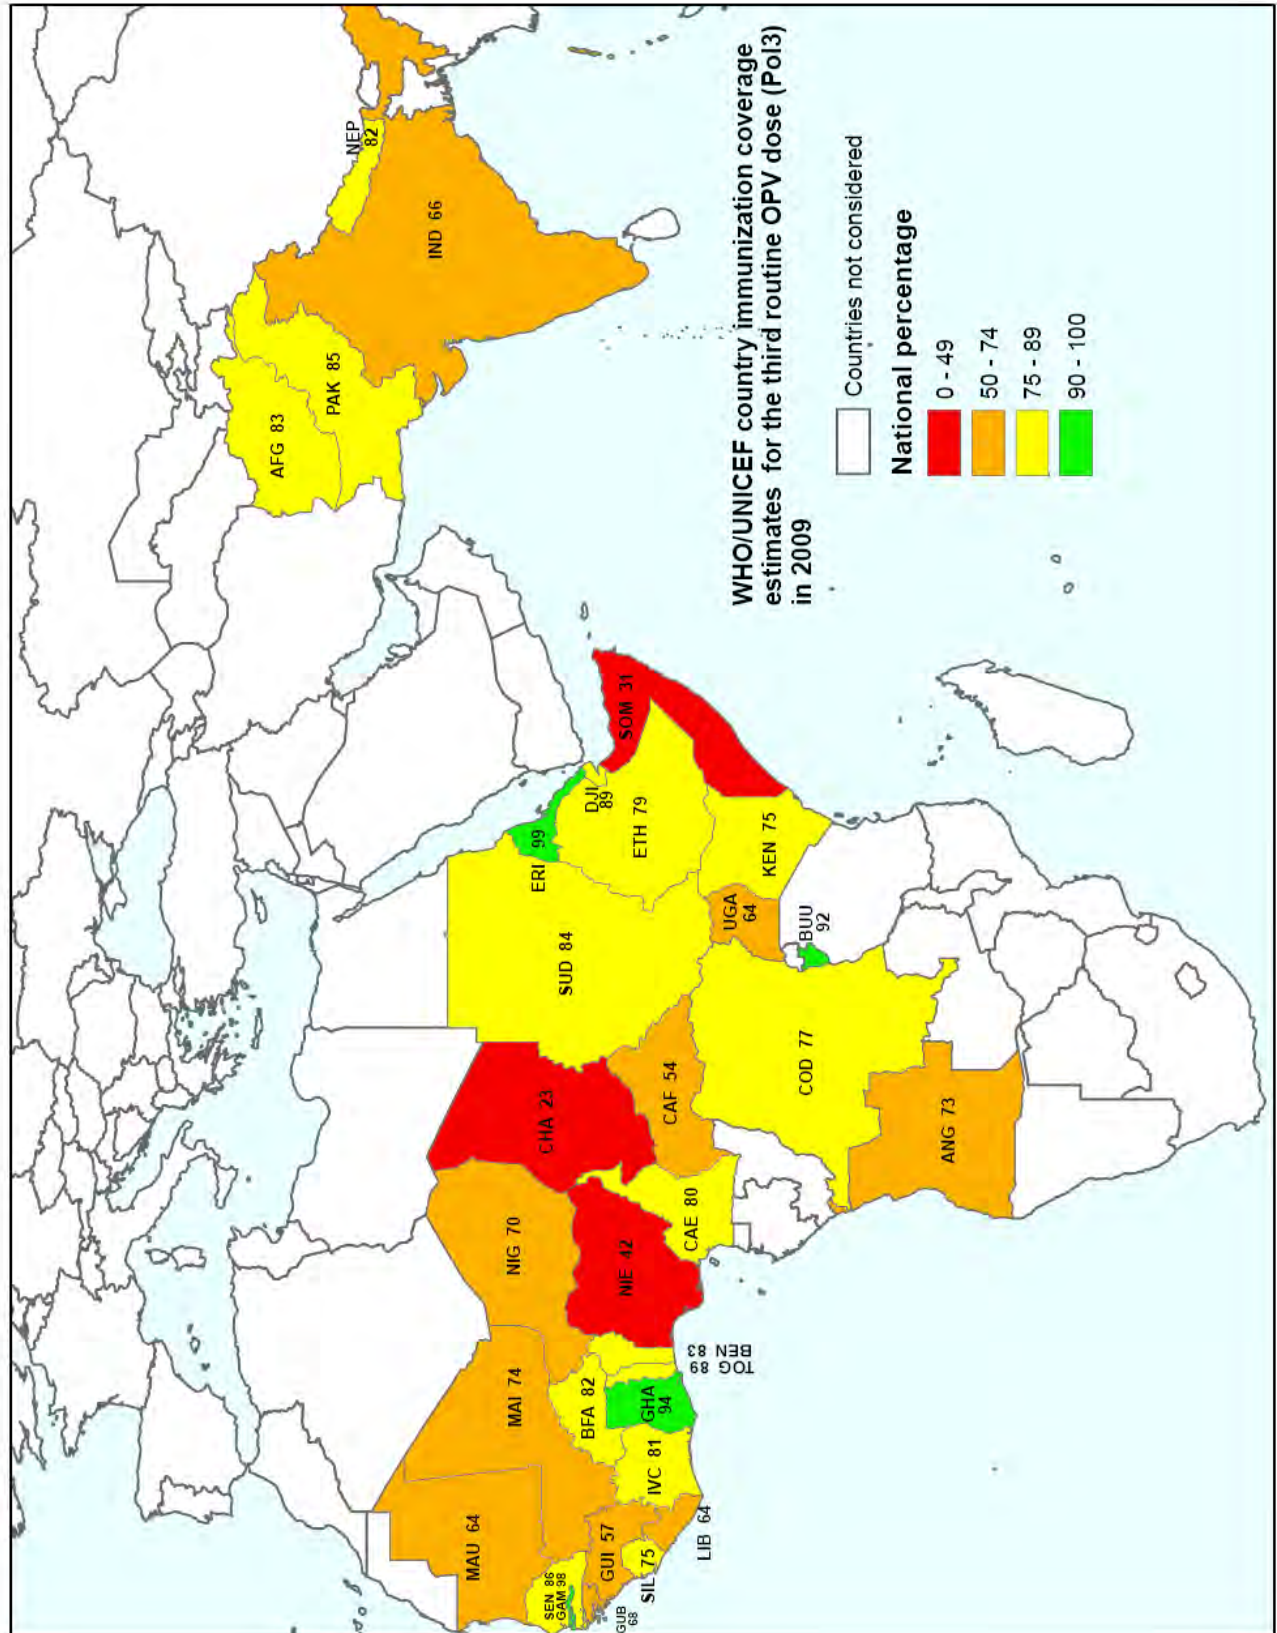 WHO/UNICEF country immunization coverage
estimates for the third routine OPV dose (Pol3)
in 2009
Countries not considered
National percentage
0 - 49
50 - 74
75 - 89
90 - 100
MAU 64
MAI 74
NIG 70
CHA 23
SUD 84
ERI 99
DJI
89
SOM 31
ETH 79
SEN 86
GAM 98
GUB
68
GUI 57
SIL 75
LIB 64
IVC 81
BFA 82
GHA
94
TOG 89
BEN 83
NIE 42
CAE 80
CAF 54
COD 77
UGA
64
KEN 75
BUU
92
ANG 73
AFG 83
PAK 85
IND 66
NEP
82